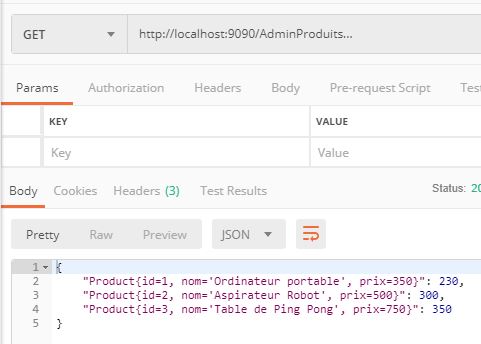 GET http://localhost:9090/AdminProduits...
Params Authorization Headers Body Pre-request Script
KEY VALUE
Key Value
Body Cookies Headers (3) Test Results Status:
Pretty Raw Preview JSON
1 {
2 "Product{id=1, nom='Ordinateur portable', prix=350}": 230,
3 "Product{id=2, nom='Aspirateur Robot', prix=500}": 300,
4 "Product{id=3, nom='Table de Ping Pong', prix=750}": 350
5 }